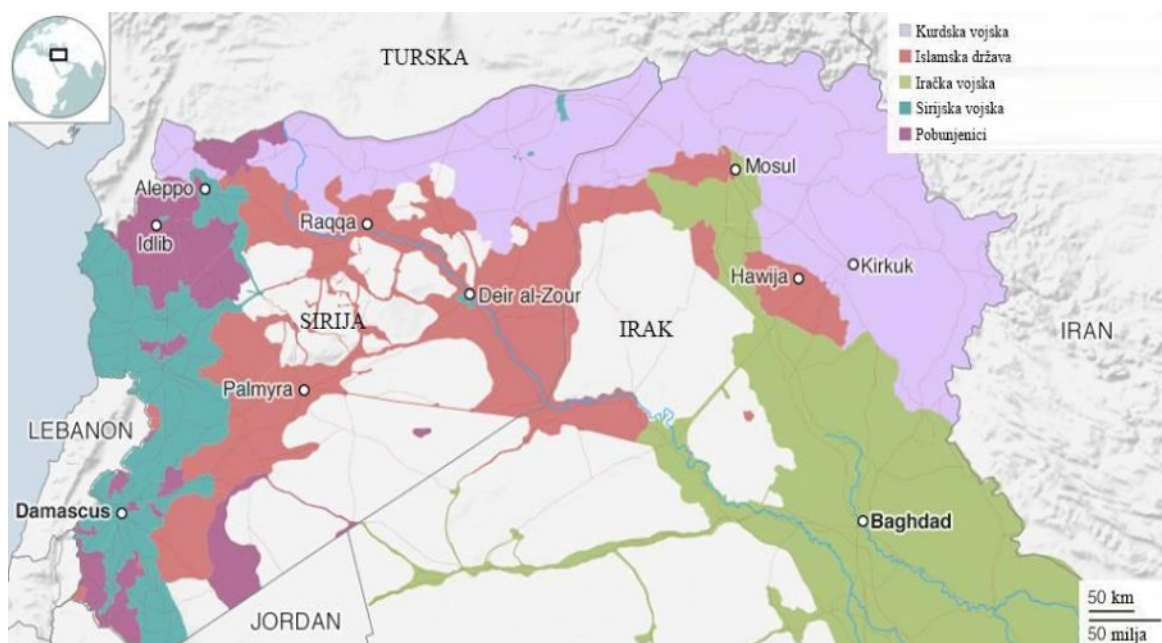 TURSKA
Kurdska vojska
Islamska država
Iračka vojska
Sirijska vojska
Pobunjenici
Aleppo
Mosul
Raqqa
Idlib
Kirkuk
Hawija
Deir al-Zour
SIRIJA
IRAK
IRAN
Palmyra
LEBANON
Damascus
Baghdad
JORDAN
50 km
50 milja